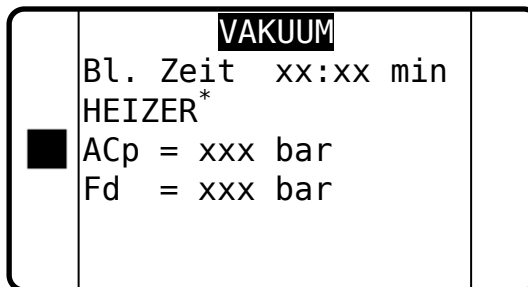 VAKUUM
Bl. Zeit xx:xx min
HEIZER*
ACp = xxx bar
Fd = xxx bar